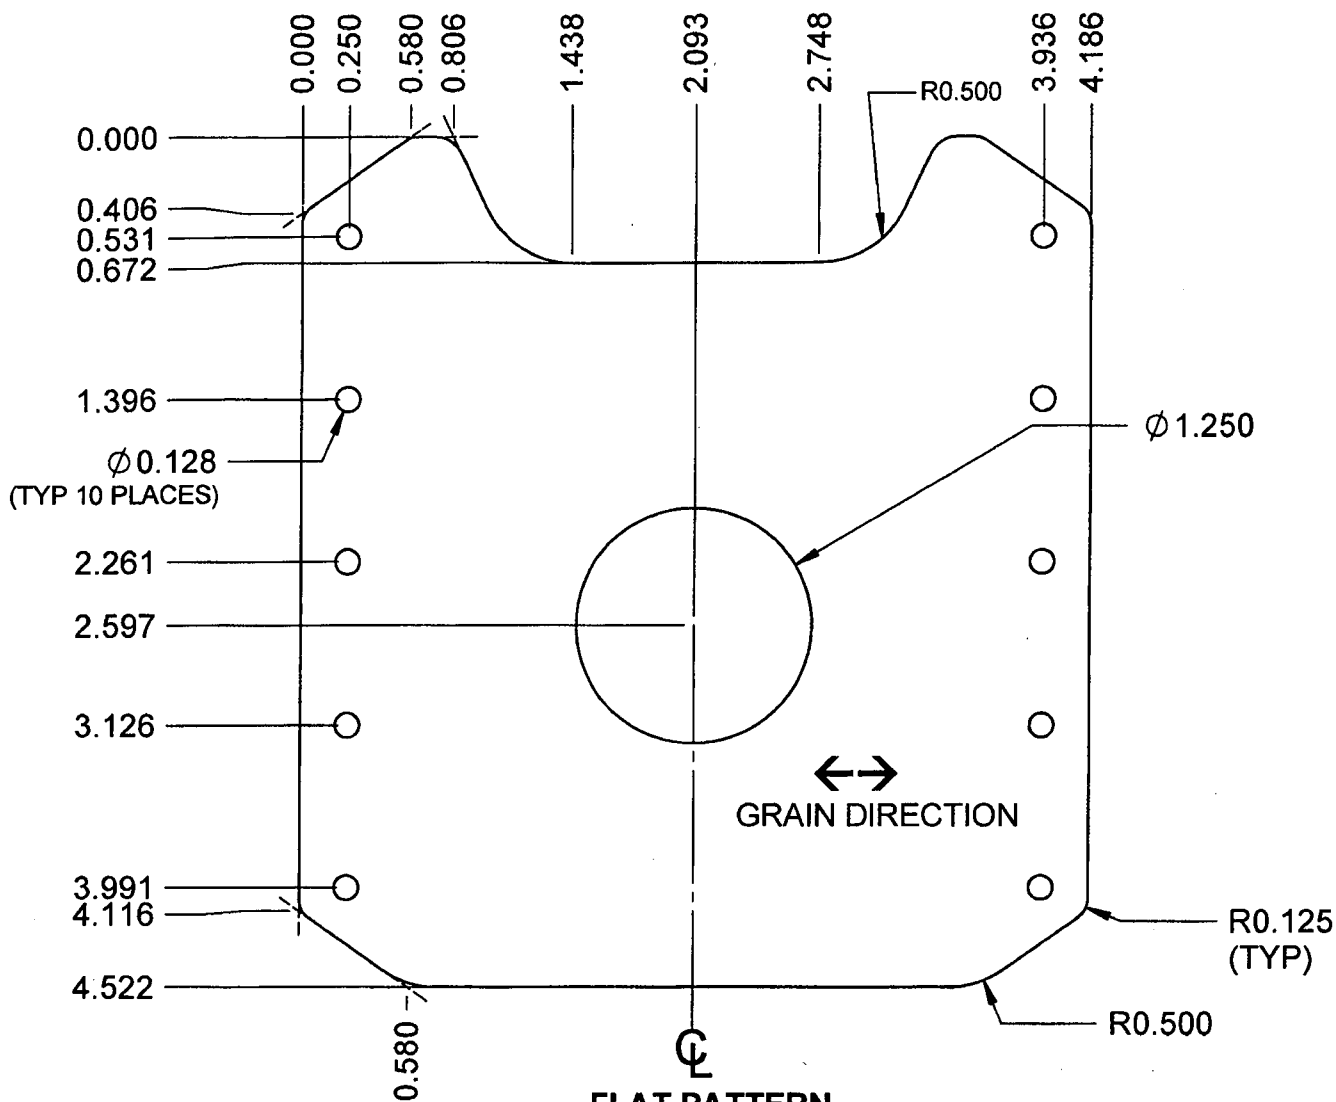 0.000
0.250
0.580
0.806
1.438
2.093
2.748
R0.500
3.936
4.186
0.000
0.406
0.531
0.672
1.396
Ø 0.128
(TYP 10 PLACES)
Ø 1.250
2.261
2.597
3.126
GRAIN DIRECTION
3.991
4.116
R0.125
(TYP)
4.522
R0.500
0.580
CL
FLAT PATTERN